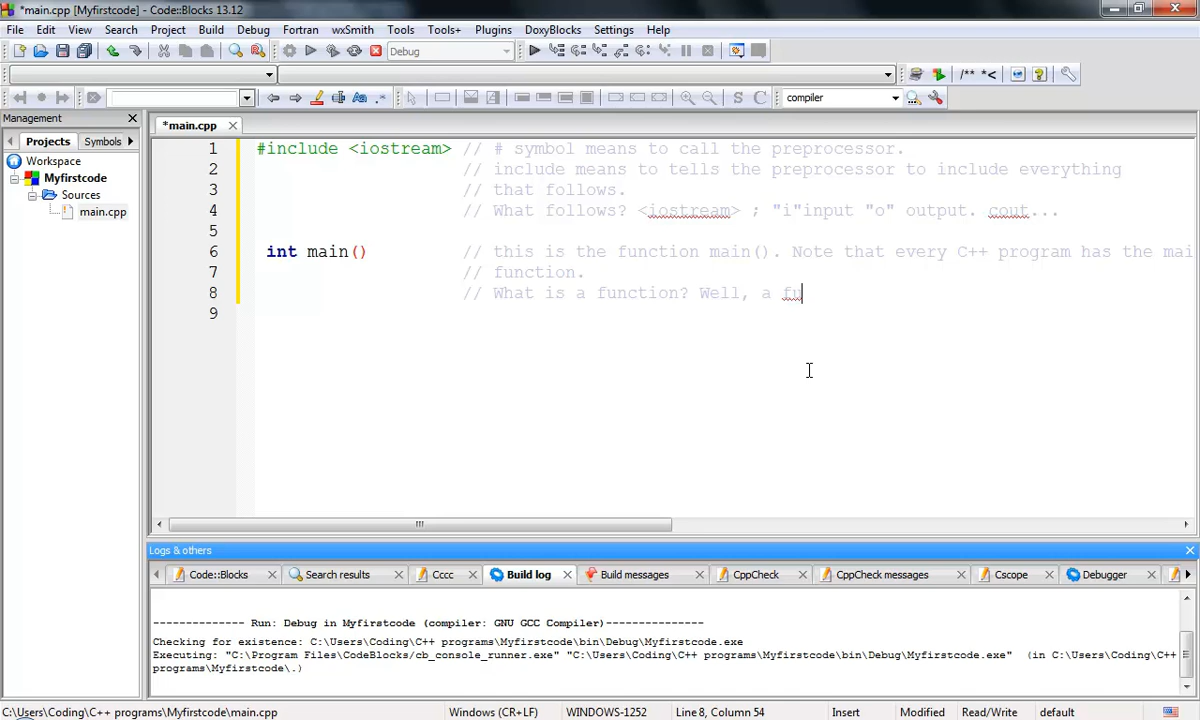 *main.cpp [Myfirstcode] - Code::Blocks 13.12
File Edit View Search Project Build Debug Fortran wxSmith Tools Tools+ Plugins DoxyBlocks Settings Help
Debug
/** *<
Aa .* S C compiler
Management
*main.cpp
Projects Symbols
Workspace
Myfirstcode
Sources
main.cpp
1 #include <iostream> // # symbol means to call the preprocessor.
2 // include means to tells the preprocessor to include everything
3 // that follows.
4 // What follows? <iostream> ; "i"input "o" output. cout...
5
6 int main() // this is the function main(). Note that every C++ program has the mai
7 // function.
8 // What is a function? Well, a fu
9
Logs & others
Code::Blocks Search results Cccc Build log Build messages CppCheck CppCheck messages Cscope Debugger
-------------- Run: Debug in Myfirstcode (compiler: GNU GCC Compiler)---------------
Checking for existence: C:\Users\Coding\C++ programs\Myfirstcode\bin\Debug\Myfirstcode.exe
Executing: "C:\Program Files\CodeBlocks/cb_console_runner.exe" "C:\Users\Coding\C++ programs\Myfirstcode\bin\Debug\Myfirstcode.exe" (in C:\Users\Coding\C++
programs\Myfirstcode\.)
C:\Users\Coding\C++ programs\Myfirstcode\main.cpp Windows (CR+LF) WINDOWS-1252 Line 8, Column 54 Insert Modified Read/Write default